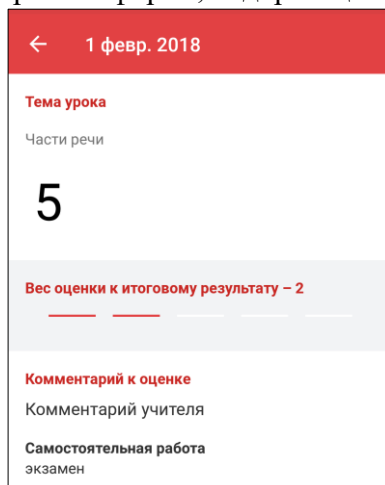 1 февр. 2018
Тема урока
Части речи
5
Вес оценки к итоговому результату – 2
Комментарий к оценке
Комментарий учителя
Самостоятельная работа
экзамен